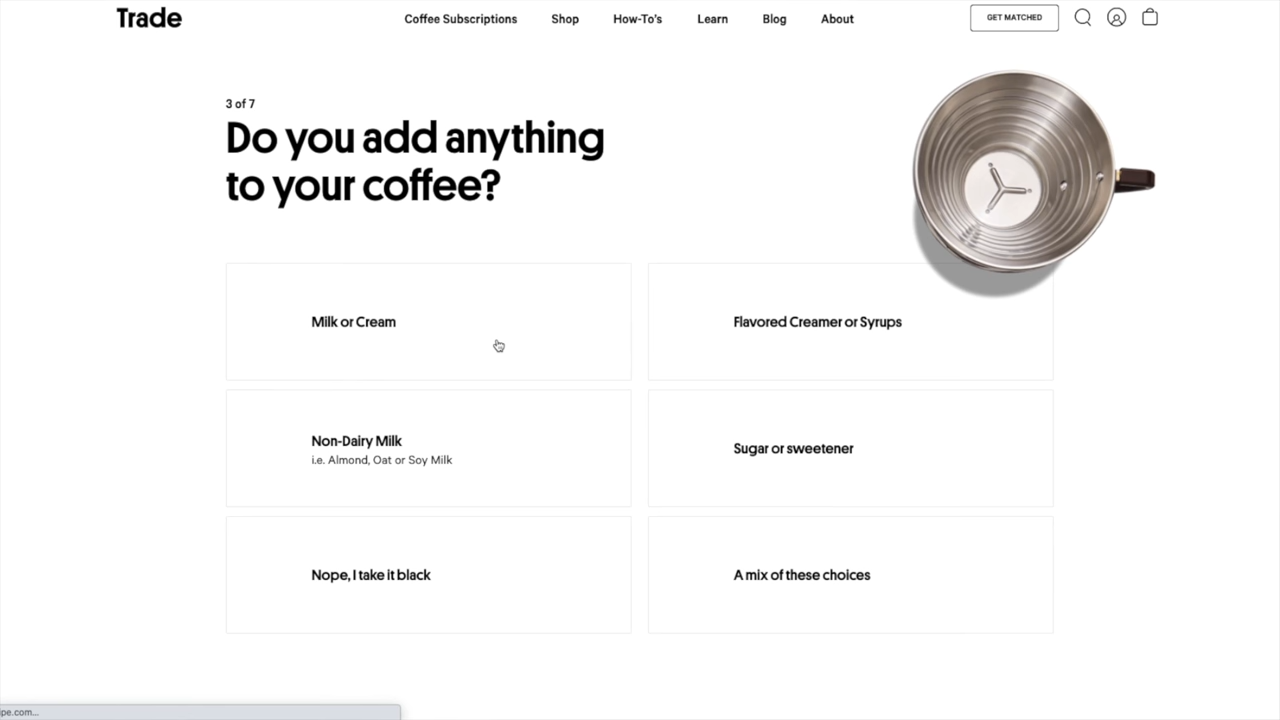 Trade
Coffee Subscriptions
Shop
How-To's
Learn
Blog
About
GET MATCHED
3 of 7
Do you add anything
to your coffee?
Milk or Cream
Flavored Creamer or Syrups
Non-Dairy Milk
i.e. Almond, Oat or Soy Milk
Sugar or sweetener
Nope, I take it black
A mix of these choices
ipe.com...